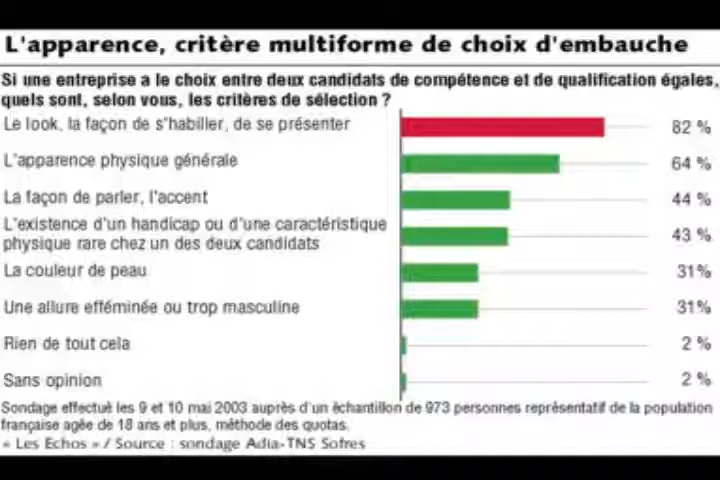 L'apparence, critère multiforme de choix d'embauche
Si une entreprise a le choix entre deux candidats de compétence et de qualification égales,
quels sont, selon vous, les critères de sélection ?
Le look, la façon de s'habiller, de se présenter 82 %
L'apparence physique générale 64 %
La façon de parler, l'accent 44 %
L'existence d'un handicap ou d'une caractéristique
physique rare chez un des deux candidats 43 %
La couleur de peau 31%
Une allure efféminée ou trop masculine 31%
Rien de tout cela 2 %
Sans opinion 2 %
Sondage effectué les 9 et 10 mai 2003 auprès d'un échantillon de 973 personnes représentatif de la population
française agée de 18 ans et plus, méthode des quotas.
« Les Echos » / Source : sondage Adia-TNS Sofres